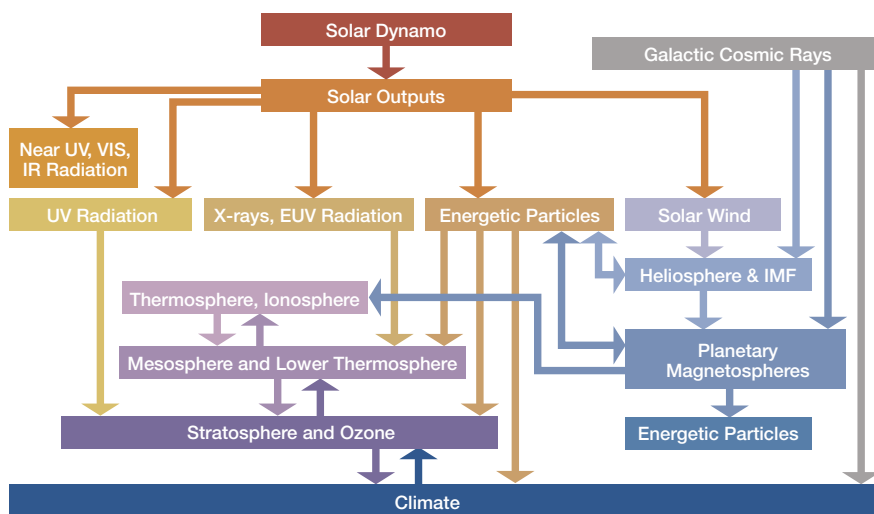 Solar Dynamo
Galactic Cosmic Rays
Solar Outputs
Near UV, VIS,
IR Radiation
UV Radiation
X-rays, EUV Radiation
Energetic Particles
Solar Wind
Heliosphere & IMF
Thermosphere, Ionosphere
Planetary
Magnetospheres
Mesosphere and Lower Thermosphere
Stratosphere and Ozone
Energetic Particles
Climate